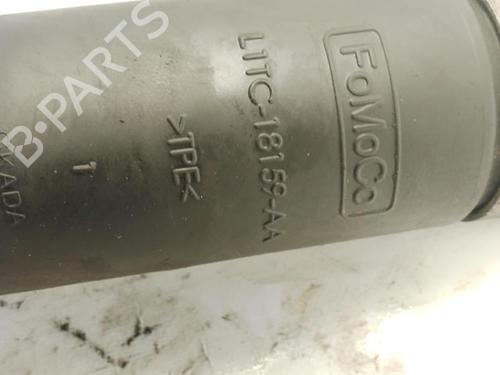 FoMoCo
L1TC-18159-AA
>TPE<
1
B-PARTS